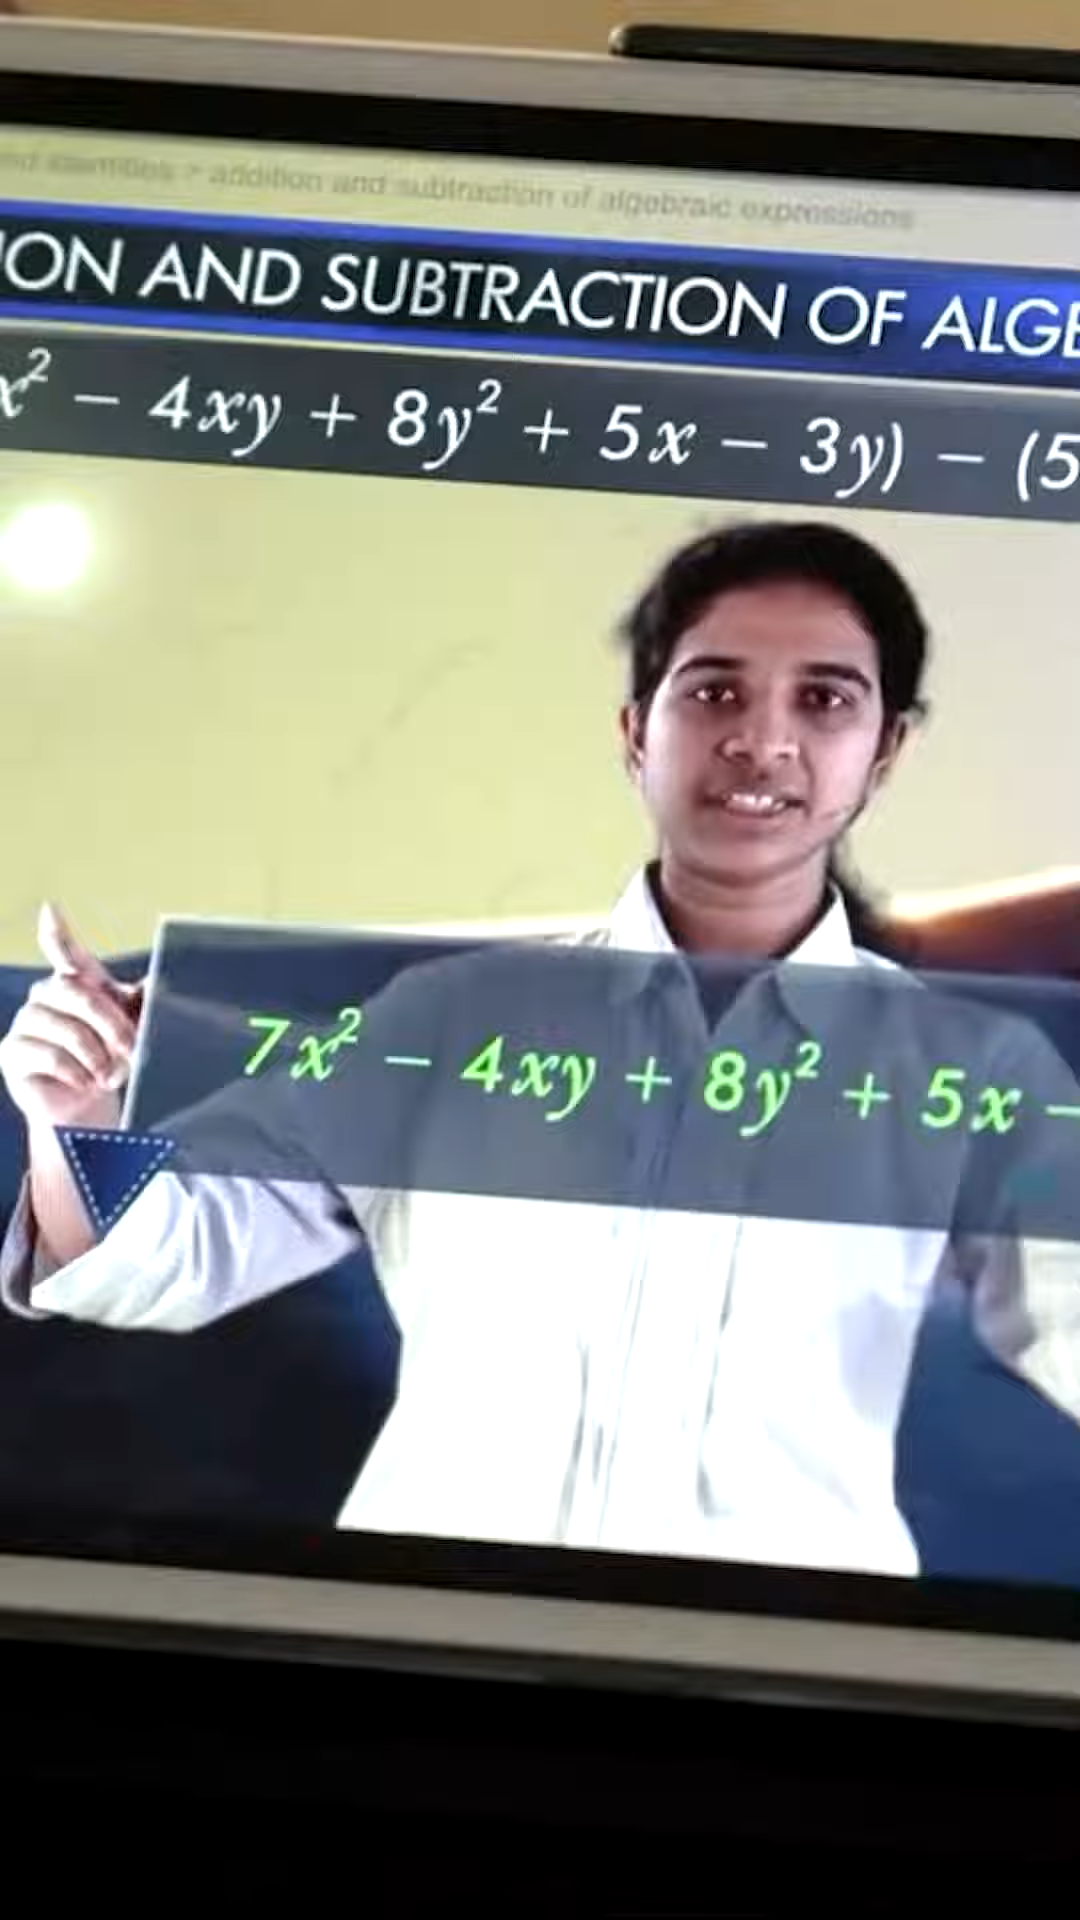 > addition and subtraction of algebraic expressions
ION AND SUBTRACTION OF ALGE
x² − 4xy + 8y² + 5x − 3y) − (5
7x² − 4xy + 8y² + 5x −